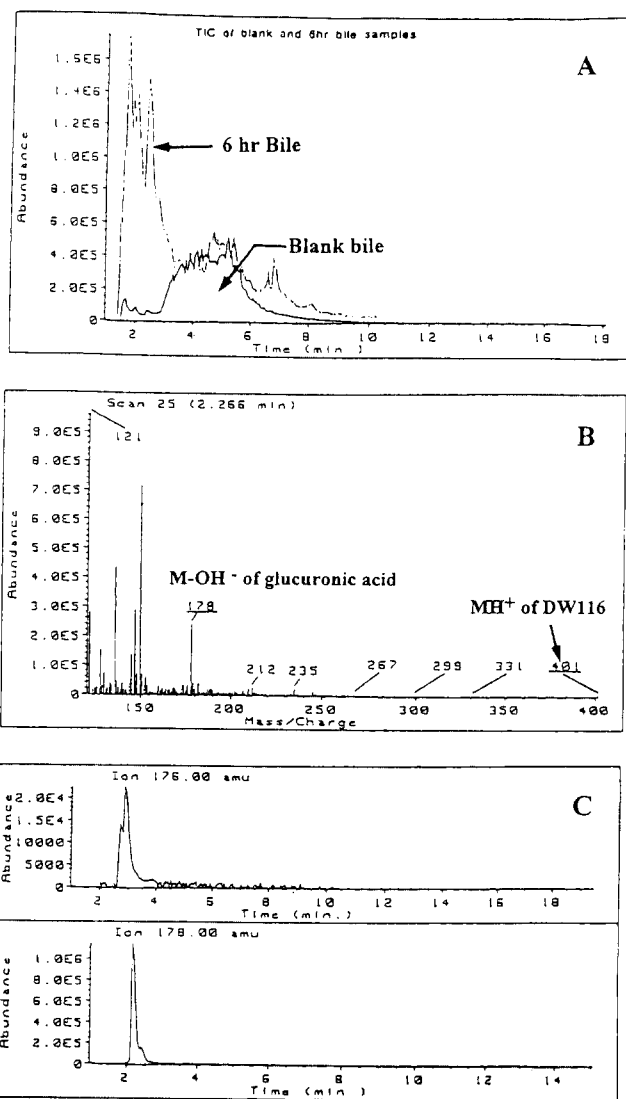 TIC of blank and 6hr bile samples
A
1.5E6
1.4E6
1.2E6
1.0E6
8.0E5
6.0E5
4.0E5
2.0E5
0
Abundance
6 hr Bile
Blank bile
2 4 6 8 10 12 14 16 18
Time (min.)
Scan 25 (2.266 min)
B
121
9.0E5
8.0E5
7.0E5
6.0E5
5.0E5
4.0E5
3.0E5
2.0E5
1.0E5
0
Abundance
M-OH - of glucuronic acid
178
MH+ of DW116
212 235 267 299 331 401
150 200 250 300 350 400
Mass/Charge
Ion 176.00 amu
C
2.0E4
1.5E4
10000
5000
0
Abundance
2 4 6 8 10 12 14 16 18
Time (min.)
Ion 178.00 amu
1.0E6
8.0E5
6.0E5
4.0E5
2.0E5
0
Abundance
2 4 6 8 10 12 14
Time (min.)